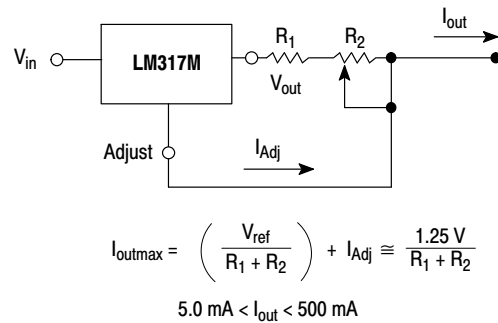 I_out
R_1 R_2
V_in LM317M
V_out
Adjust I_Adj
I_outmax = ( V_ref / R_1 + R_2 ) + I_Adj ≅ 1.25 V / R_1 + R_2
5.0 mA < I_out < 500 mA